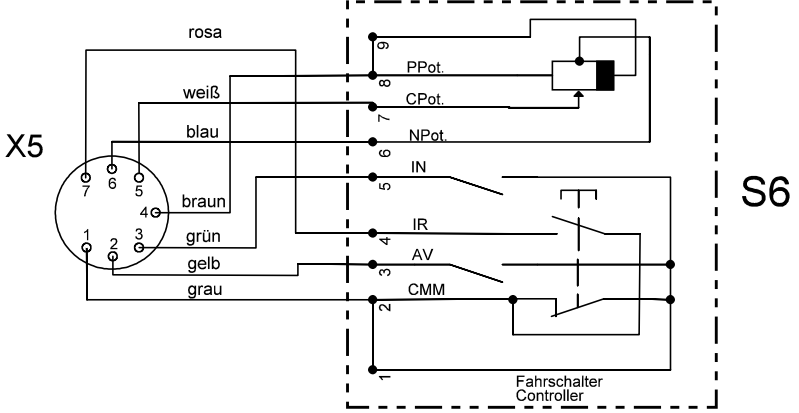 rosa
9
PPot.
8
weiß
CPot.
7
blau
NPot.
X5
6
IN
7
6
5
5
S6
4
braun
grün
IR
1
2
3
4
gelb
AV
3
grau
CMM
2
1
Fahrschalter
Controller